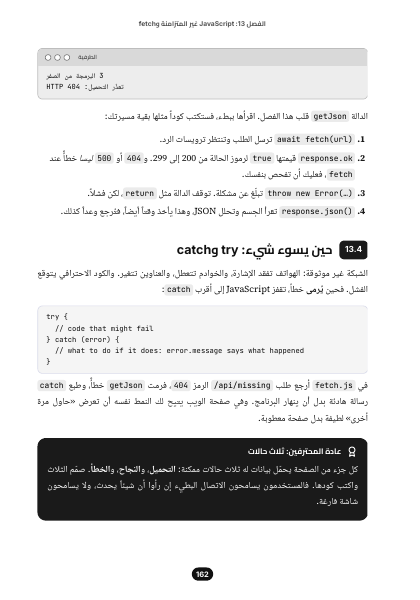 الفصل 13: JavaScript غير المتزامنة وfetch
الطرفية
3 البرمجة من الصفر
تعذّر التحميل: HTTP 404
الدالة getJson قلب هذا الفصل. اقرأها ببطء، فستكتب كوداً مثلها بقية مسيرتك:
1. await fetch(url) ترسل الطلب وتنتظر ترويسات الرد.
2. response.ok قيمتها true لرموز الحالة من 200 إلى 299. و 404 أو 500 ليسا خطأً عند
fetch، فعليك أن تفحص بنفسك.
3. throw new Error(…) تبلّغ عن مشكلة. توقف الدالة مثل return، لكن فشلاً.
4. response.json() تقرأ الجسم وتحلل JSON. وهذا يأخذ وقتاً أيضاً، فتُرجع وعداً كذلك.
13.4 حين يسوء شيء: try وcatch
الشبكة غير موثوقة: الهواتف تفقد الإشارة، والخوادم تتعطل، والعناوين تتغير. والكود الاحترافي يتوقع
الفشل. فحين يُرمى خطأ، تقفز JavaScript إلى أقرب catch:
try {
// code that might fail
} catch (error) {
// what to do if it does: error.message says what happened
}
في fetch.js أرجع طلب /api/missing الرمز 404، فرمت getJson خطأً، وطبع catch
رسالة هادئة بدل أن ينهار البرنامج. وفي صفحة الويب يتيح لك النمط نفسه أن تعرض «حاول مرة
أخرى» لطيفة بدل صفحة معطوبة.
عادة المحترفين: ثلاث حالات
كل جزء من الصفحة يحمّل بيانات له ثلاث حالات ممكنة: التحميل، والنجاح، والخطأ. صمّم الثلاث
واكتب كودها. فالمستخدمون يسامحون الاتصال البطيء إن رأوا أن شيئاً يحدث، ولا يسامحون
شاشة فارغة.
162